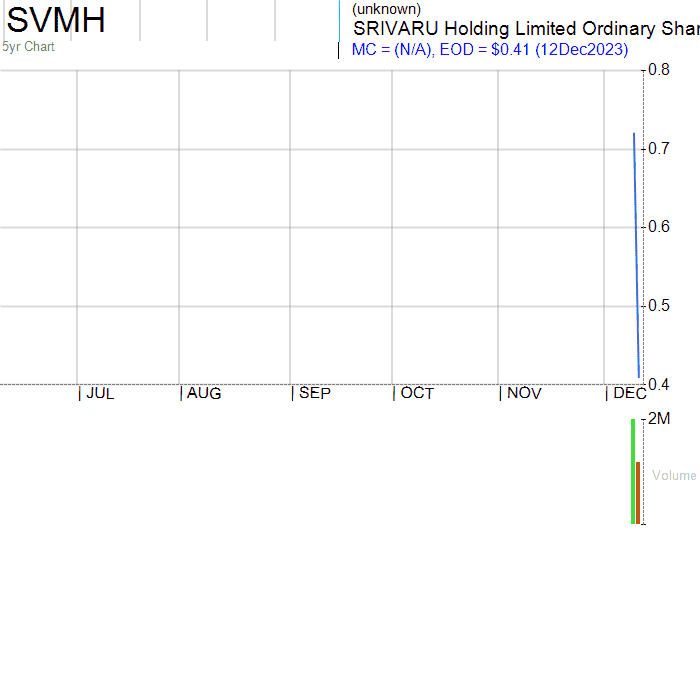 SVMH
5yr Chart
(unknown)
SRIVARU Holding Limited Ordinary Shar
MC = (N/A), EOD = $0.41 (12Dec2023)
0.8
0.7
0.6
0.5
0.4
JUL AUG SEP OCT NOV DEC
2M
Volume